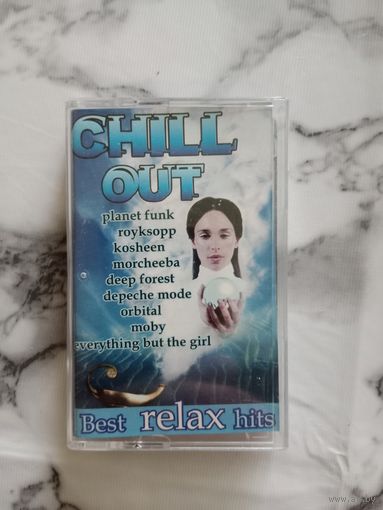 CHILL
OUT
planet funk
royksopp
kosheen
morcheeba
deep forest
depeche mode
orbital
moby
everything but the girl
Best relax hits